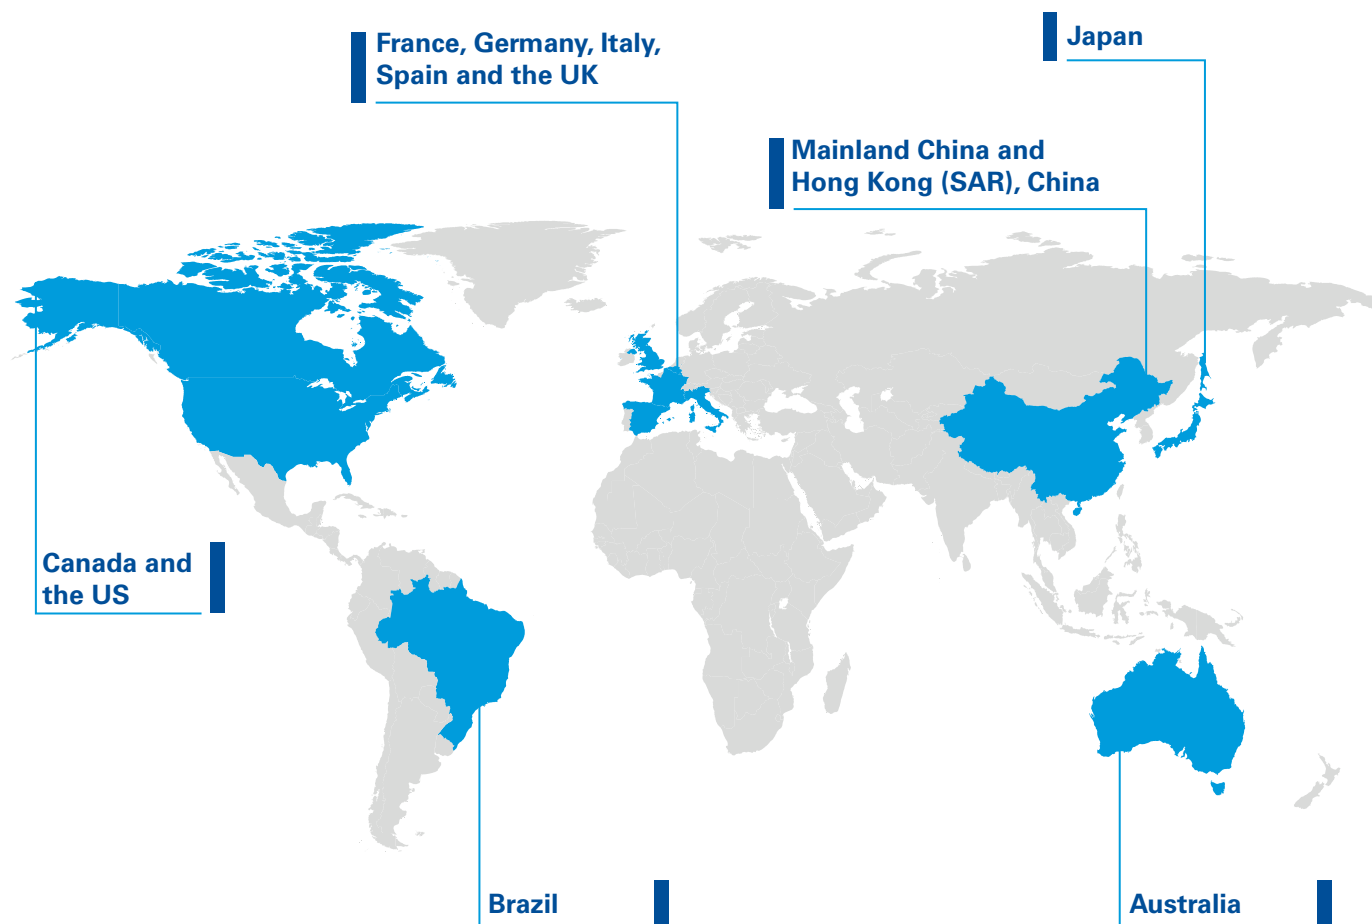 France, Germany, Italy,
Spain and the UK
Japan
Mainland China and
Hong Kong (SAR), China
Canada and
the US
Brazil
Australia